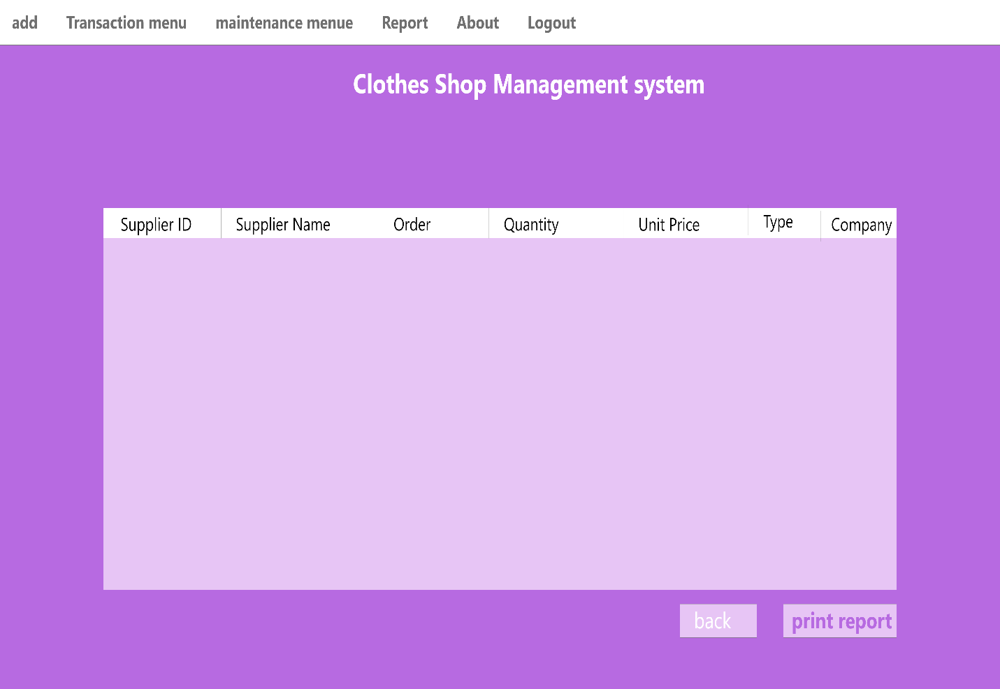 add Transaction menu maintenance menue Report About Logout
Clothes Shop Management system
Supplier ID Supplier Name Order Quantity Unit Price Type Company
back print report